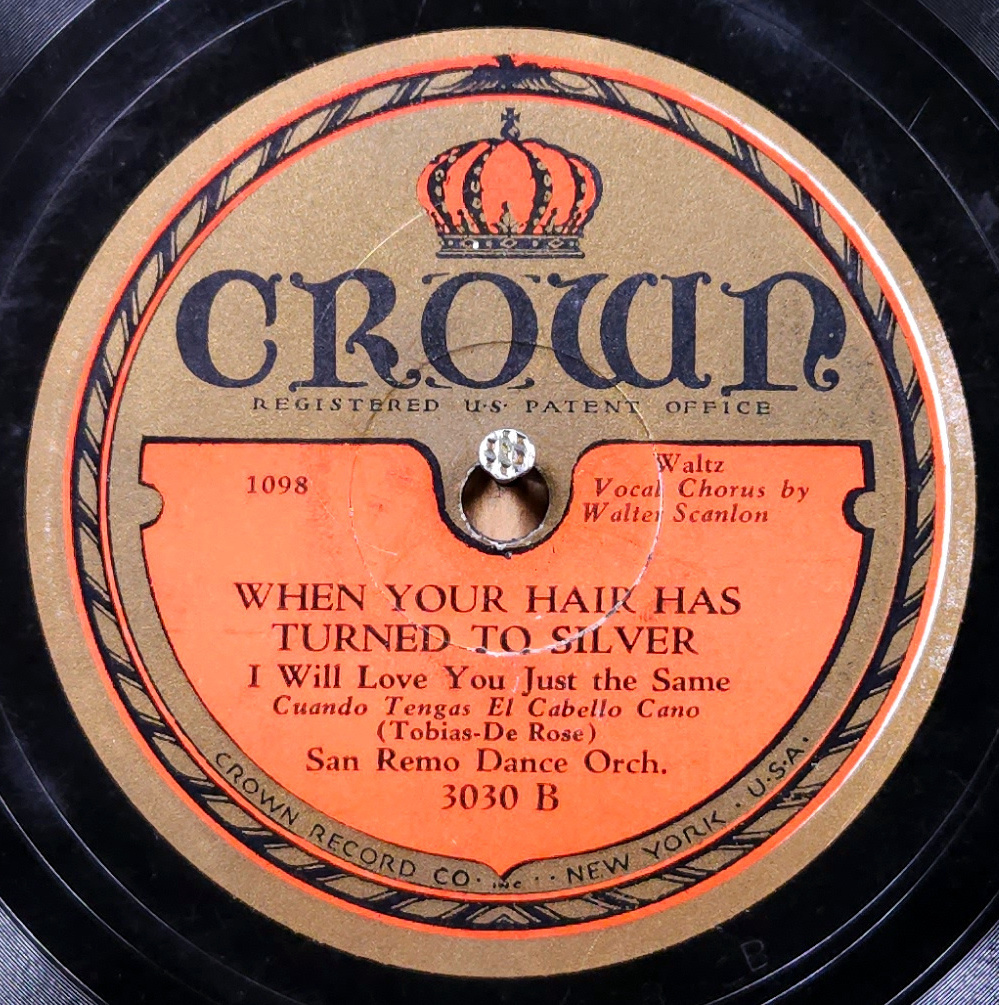 CROWN
REGISTERED U·S· PATENT OFFICE
1098
Waltz
Vocal Chorus by
Walter Scanlon
WHEN YOUR HAIR HAS
TURNED TO SILVER
I Will Love You Just the Same
Cuando Tengas El Cabello Cano
(Tobias-De Rose)
San Remo Dance Orch.
3030 B
CROWN RECORD CO· INC ·· NEW YORK · U·S·A·
B